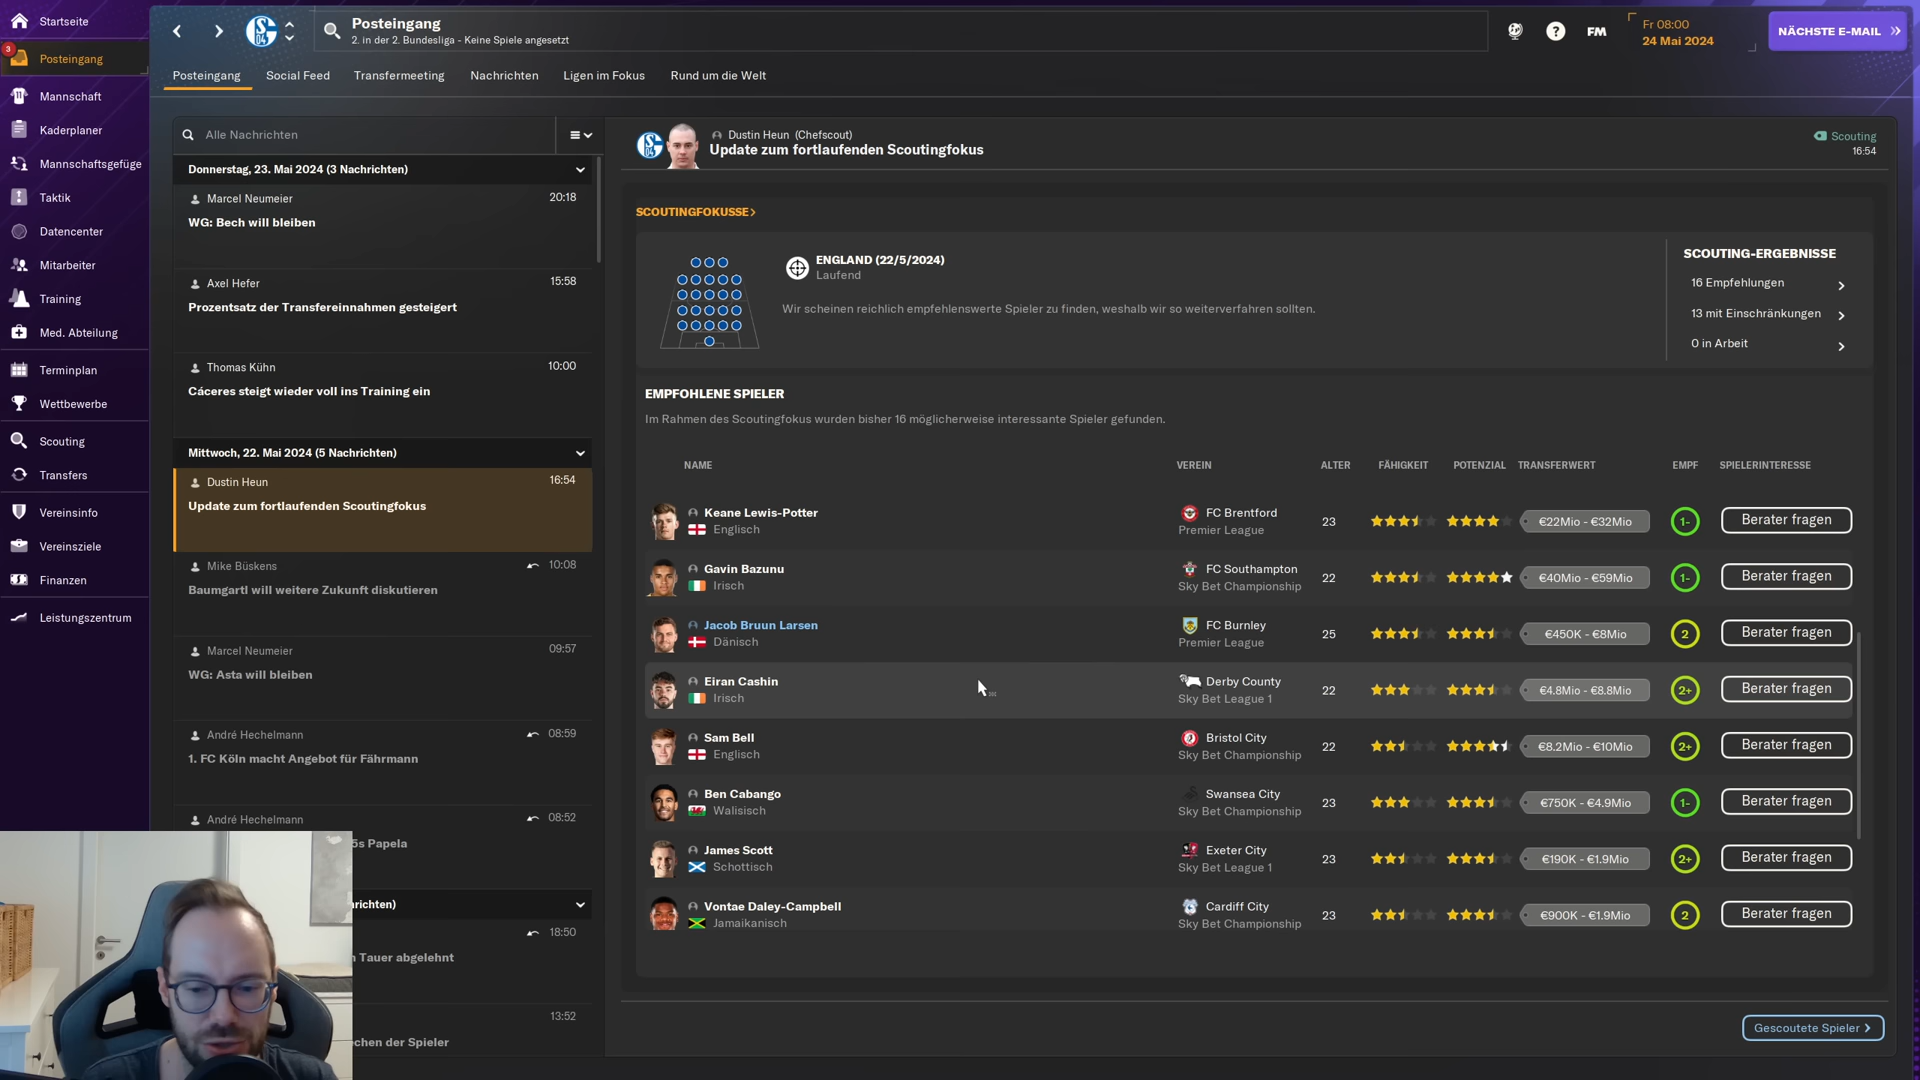 Startseite
3
Posteingang
Mannschaft
Kaderplaner
Mannschaftsgefüge
Taktik
Datencenter
Mitarbeiter
Training
Med. Abteilung
Terminplan
Wettbewerbe
Scouting
Transfers
Vereinsinfo
Vereinsziele
Finanzen
Leistungszentrum
Posteingang
2. in der 2. Bundesliga - Keine Spiele angesetzt
FM
Fr 08:00
24 Mai 2024
NÄCHSTE E-MAIL
Posteingang
Social Feed
Transfermeeting
Nachrichten
Ligen im Fokus
Rund um die Welt
Alle Nachrichten
Donnerstag, 23. Mai 2024 (3 Nachrichten)
Marcel Neumeier 20:18
WG: Bech will bleiben
Axel Hefer 15:58
Prozentsatz der Transfereinnahmen gesteigert
Thomas Kühn 10:00
Cáceres steigt wieder voll ins Training ein
Mittwoch, 22. Mai 2024 (5 Nachrichten)
Dustin Heun 16:54
Update zum fortlaufenden Scoutingfokus
Mike Büskens 10:08
Baumgartl will weitere Zukunft diskutieren
Marcel Neumeier 09:57
WG: Asta will bleiben
André Hechelmann 08:59
1. FC Köln macht Angebot für Fährmann
André Hechelmann 08:52
Papela
18:50
Tauer abgelehnt
13:52
der Spieler
Dustin Heun (Chefscout)
Update zum fortlaufenden Scoutingfokus
Scouting
16:54
SCOUTINGFOKUSSE>
ENGLAND (22/5/2024)
Laufend
Wir scheinen reichlich empfehlenswerte Spieler zu finden, weshalb wir so weiterverfahren sollten.
SCOUTING-ERGEBNISSE
16 Empfehlungen
13 mit Einschränkungen
0 in Arbeit
EMPFOHLENE SPIELER
Im Rahmen des Scoutingfokus wurden bisher 16 möglicherweise interessante Spieler gefunden.
NAME VEREIN ALTER FÄHIGKEIT POTENZIAL TRANSFERWERT EMPF SPIELERINTERESSE
Keane Lewis-Potter FC Brentford 23 €22Mio - €32Mio 1- Berater fragen
Englisch Premier League
Gavin Bazunu FC Southampton 22 €40Mio - €59Mio 1- Berater fragen
Irisch Sky Bet Championship
Jacob Bruun Larsen FC Burnley 25 €450K - €8Mio 2 Berater fragen
Dänisch Premier League
Eiran Cashin Derby County 22 €4.8Mio - €8.8Mio 2+ Berater fragen
Irisch Sky Bet League 1
Sam Bell Bristol City 22 €8.2Mio - €10Mio 2+ Berater fragen
Englisch Sky Bet Championship
Ben Cabango Swansea City 23 €750K - €4.9Mio 1- Berater fragen
Walisisch Sky Bet Championship
James Scott Exeter City 23 €190K - €1.9Mio 2+ Berater fragen
Schottisch Sky Bet League 1
Vontae Daley-Campbell Cardiff City 23 €900K - €1.9Mio 2 Berater fragen
Jamaikanisch Sky Bet Championship
Gescoutete Spieler >